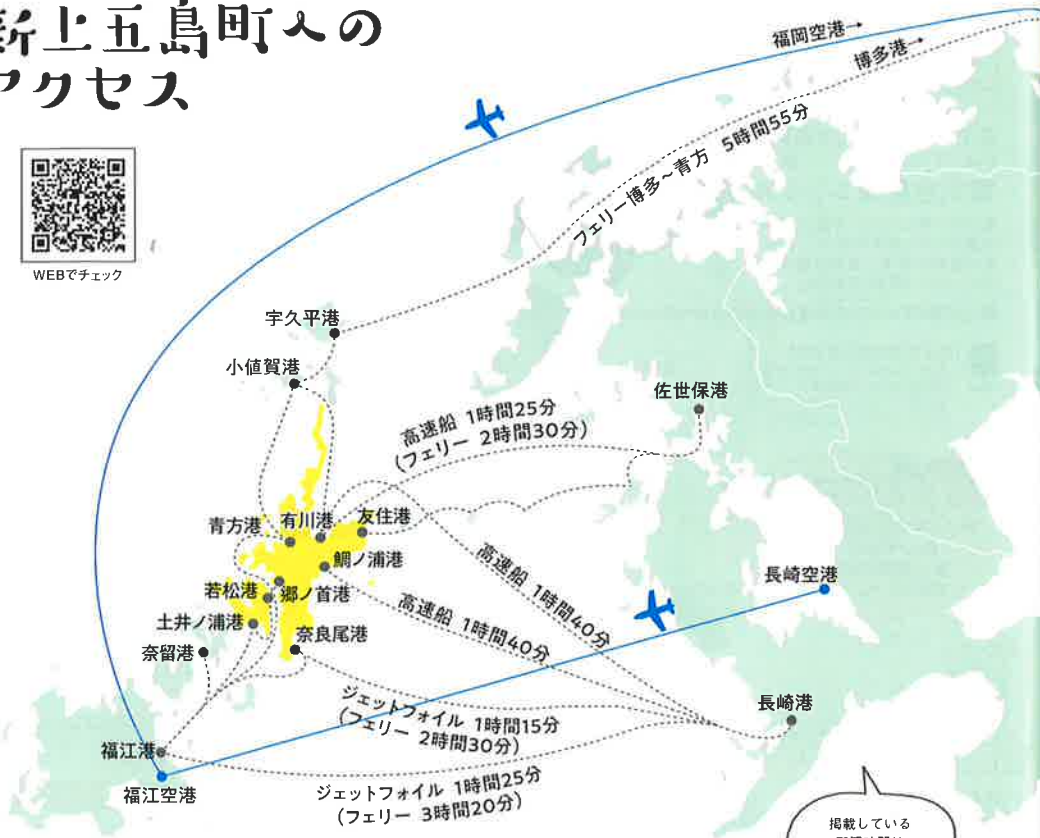 新上五島町への
アクセス
WEBでチェック
福岡空港→
博多港→
フェリー博多～青方 5時間55分
宇久平港
小値賀港
佐世保港
高速船 1時間25分
(フェリー 2時間30分)
青方港
有川港
友住港
鯛ノ浦港
若松港
郷ノ首港
土井ノ浦港
奈良尾港
奈留港
高速船 1時間40分
高速船 1時間40分
長崎空港
長崎港
ジェットフォイル 1時間15分
(フェリー 2時間30分)
福江港
福江空港
ジェットフォイル 1時間25分
(フェリー 3時間20分)
掲載している